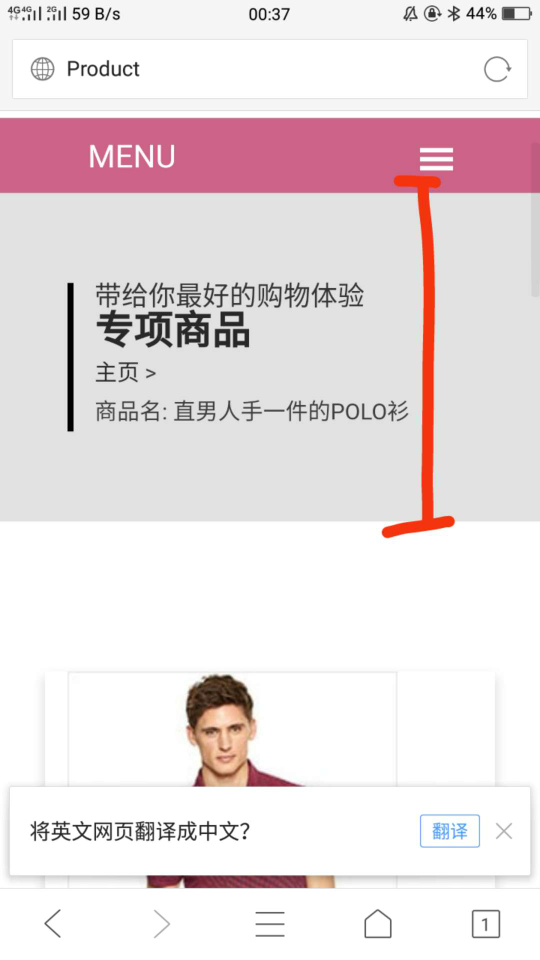 4G 4G 2G 59 B/s 00:37 44%
Product
MENU
带给你最好的购物体验
专项商品
主页 >
商品名: 直男人手一件的POLO衫
将英文网页翻译成中文？ 翻译
1